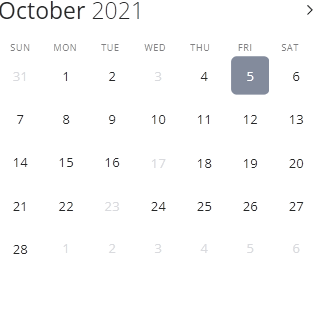 October 2021
SUN MON TUE WED THU FRI SAT
31 1 2 3 4 5 6
7 8 9 10 11 12 13
14 15 16 17 18 19 20
21 22 23 24 25 26 27
28 1 2 3 4 5 6